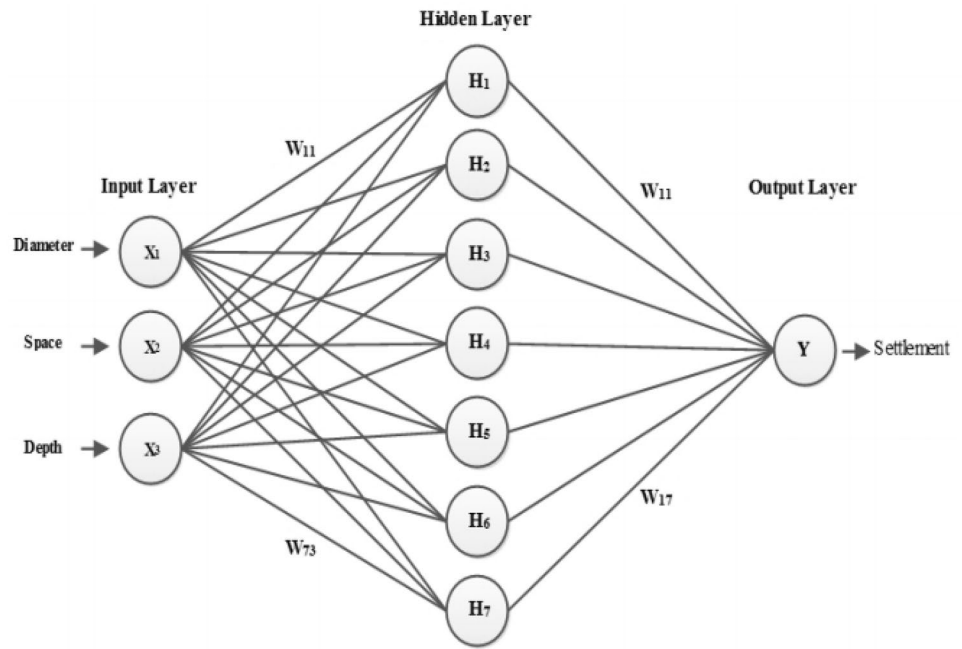 Hidden Layer
H1
W11
H2
Input Layer
W11
Output Layer
Diameter
X1
H3
Space
X2
H4
Y
Settlement
Depth
X3
H5
W17
H6
W73
H7